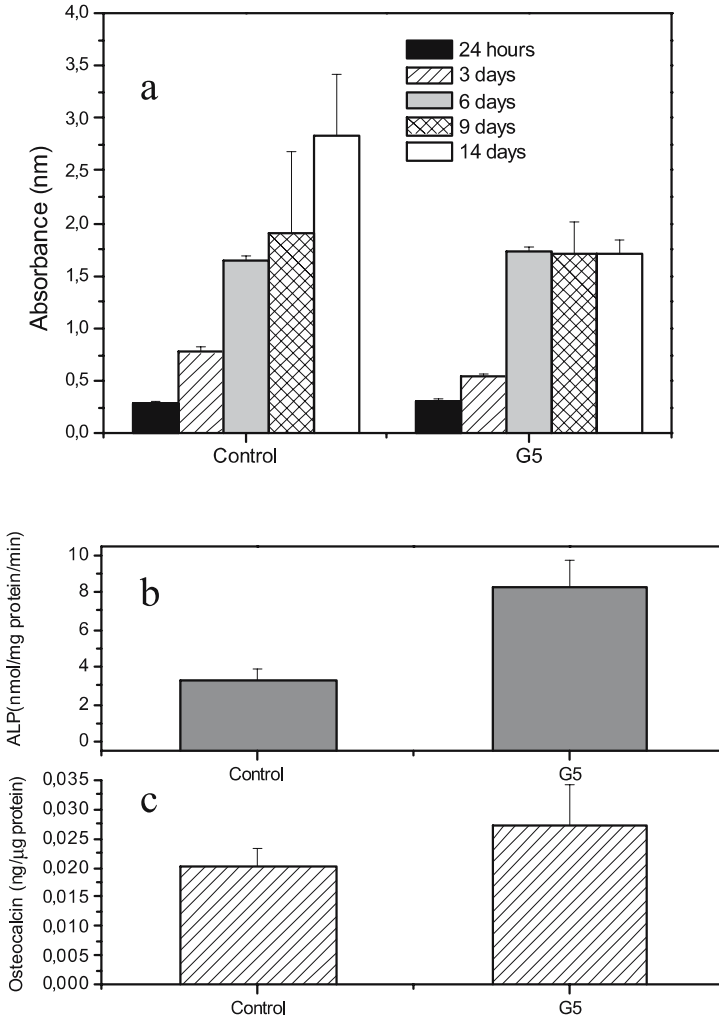 4,0
3,5
3,0
2,5
2,0
1,5
1,0
0,5
0,0
Absorbance (nm)
a
24 hours
3 days
6 days
9 days
14 days
Control
G5
10
8
6
4
2
0
ALP(nmol/mg protein/min)
b
Control
G5
0,035
0,030
0,025
0,020
0,015
0,010
0,005
0,000
Osteocalcin (ng/µg protein)
c
Control
G5